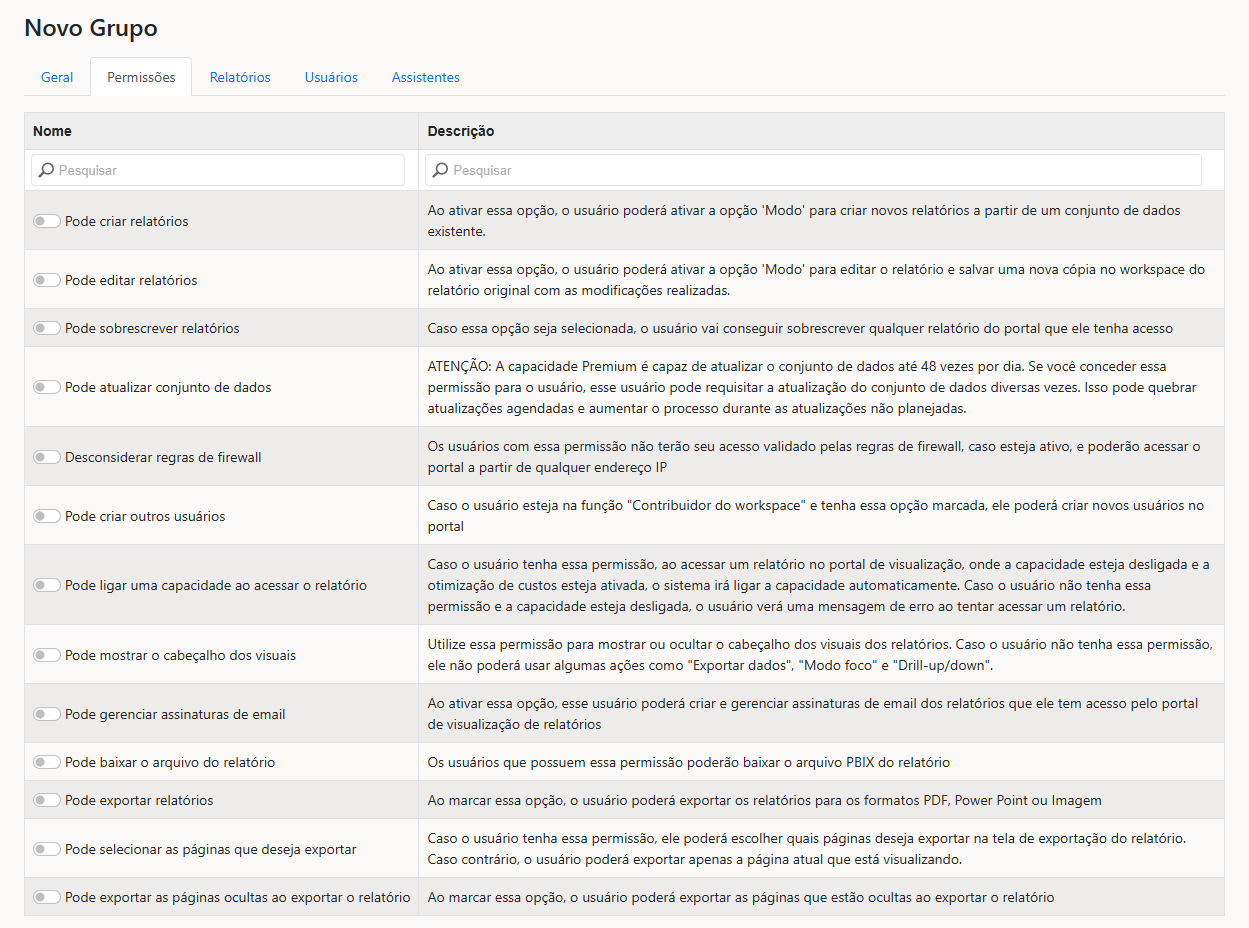 Novo Grupo
Geral
Permissões
Relatórios
Usuários
Assistentes
Nome
Descrição
Pesquisar
Pesquisar
Pode criar relatórios
Ao ativar essa opção, o usuário poderá ativar a opção 'Modo' para criar novos relatórios a partir de um conjunto de dados
existente.
Pode editar relatórios
Ao ativar essa opção, o usuário poderá ativar a opção 'Modo' para editar o relatório e salvar uma nova cópia no workspace do
relatório original com as modificações realizadas.
Pode sobrescrever relatórios
Caso essa opção seja selecionada, o usuário vai conseguir sobrescrever qualquer relatório do portal que ele tenha acesso
Pode atualizar conjunto de dados
ATENÇÃO: A capacidade Premium é capaz de atualizar o conjunto de dados até 48 vezes por dia. Se você conceder essa
permissão para o usuário, esse usuário pode requisitar a atualização do conjunto de dados diversas vezes. Isso pode quebrar
atualizações agendadas e aumentar o processo durante as atualizações não planejadas.
Desconsiderar regras de firewall
Os usuários com essa permissão não terão seu acesso validado pelas regras de firewall, caso esteja ativo, e poderão acessar o
portal a partir de qualquer endereço IP
Pode criar outros usuários
Caso o usuário esteja na função "Contribuidor do workspace" e tenha essa opção marcada, ele poderá criar novos usuários no
portal
Pode ligar uma capacidade ao acessar o relatório
Caso o usuário tenha essa permissão, ao acessar um relatório no portal de visualização, onde a capacidade esteja desligada e a
otimização de custos esteja ativada, o sistema irá ligar a capacidade automaticamente. Caso o usuário não tenha essa
permissão e a capacidade esteja desligada, o usuário verá uma mensagem de erro ao tentar acessar um relatório.
Pode mostrar o cabeçalho dos visuais
Utilize essa permissão para mostrar ou ocultar o cabeçalho dos visuais dos relatórios. Caso o usuário não tenha essa permissão,
ele não poderá usar algumas ações como "Exportar dados", "Modo foco" e "Drill-up/down".
Pode gerenciar assinaturas de email
Ao ativar essa opção, esse usuário poderá criar e gerenciar assinaturas de email dos relatórios que ele tem acesso pelo portal
de visualização de relatórios
Pode baixar o arquivo do relatório
Os usuários que possuem essa permissão poderão baixar o arquivo PBIX do relatório
Pode exportar relatórios
Ao marcar essa opção, o usuário poderá exportar os relatórios para os formatos PDF, Power Point ou Imagem
Pode selecionar as páginas que deseja exportar
Caso o usuário tenha essa permissão, ele poderá escolher quais páginas deseja exportar na tela de exportação do relatório.
Caso contrário, o usuário poderá exportar apenas a página atual que está visualizando.
Pode exportar as páginas ocultas ao exportar o relatório
Ao marcar essa opção, o usuário poderá exportar as páginas que estão ocultas ao exportar o relatório